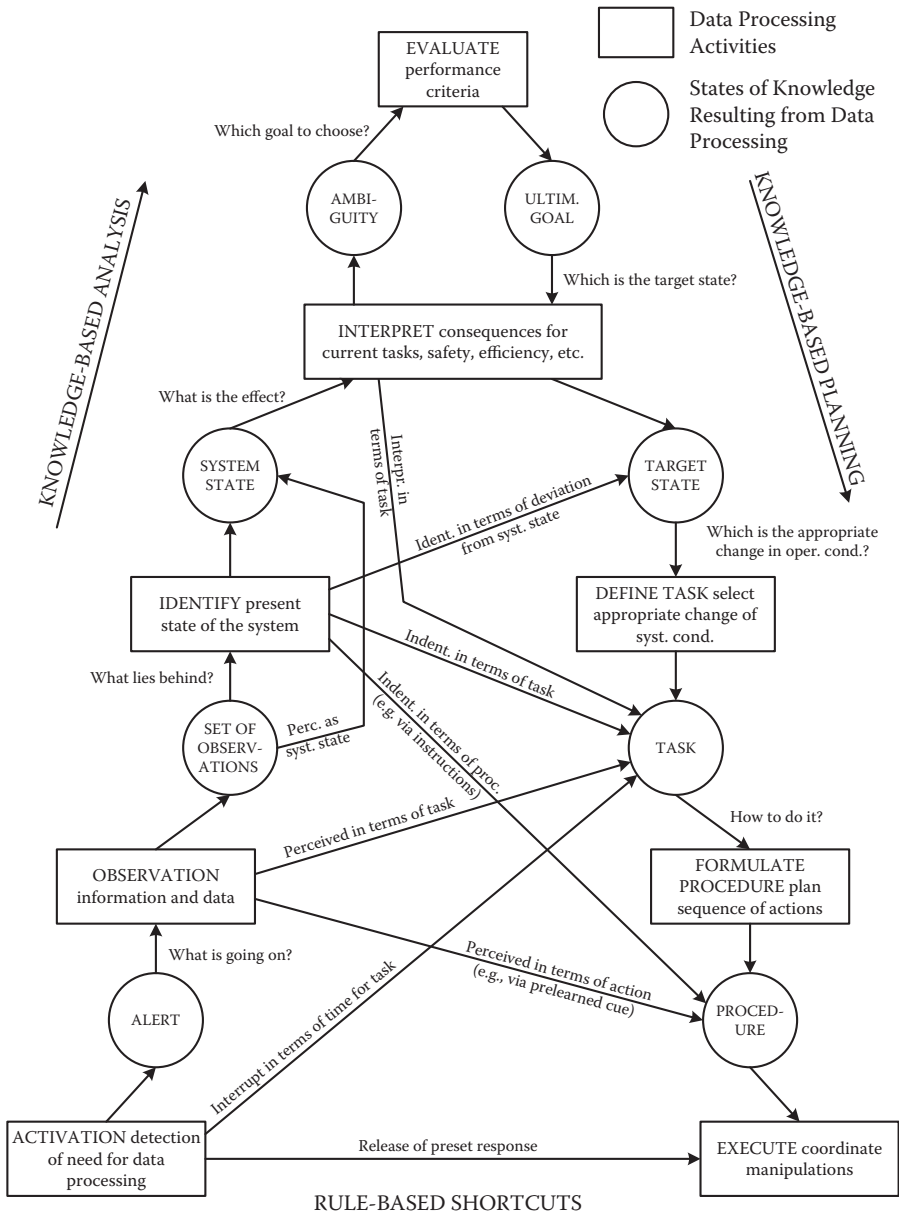 Data Processing
Activities
States of Knowledge
Resulting from Data
Processing
EVALUATE
performance
criteria
Which goal to choose?
AMBI-
GUITY
ULTIM.
GOAL
KNOWLEDGE-BASED ANALYSIS
KNOWLEDGE-BASED PLANNING
Which is the target state?
INTERPRET consequences for
current tasks, safety, efficiency, etc.
What is the effect?
SYSTEM
STATE
Interpr. in
terms of task
TARGET
STATE
Ident. in terms of deviation
from syst. state
Which is the appropriate
change in oper. cond.?
IDENTIFY present
state of the system
DEFINE TASK select
appropriate change of
syst. cond.
Indent. in terms of task
What lies behind?
Indent. in terms of proc.
(e.g. via instructions)
SET OF
OBSERV-
ATIONS
Perc. as
syst. state
TASK
Perceived in terms of task
How to do it?
OBSERVATION
information and data
FORMULATE
PROCEDURE plan
sequence of actions
What is going on?
Perceived in terms of action
(e.g., via prelearned cue)
ALERT
Interrupt in terms of time for task
PROCED-
URE
ACTIVATION detection
of need for data
processing
Release of preset response
EXECUTE coordinate
manipulations
RULE-BASED SHORTCUTS